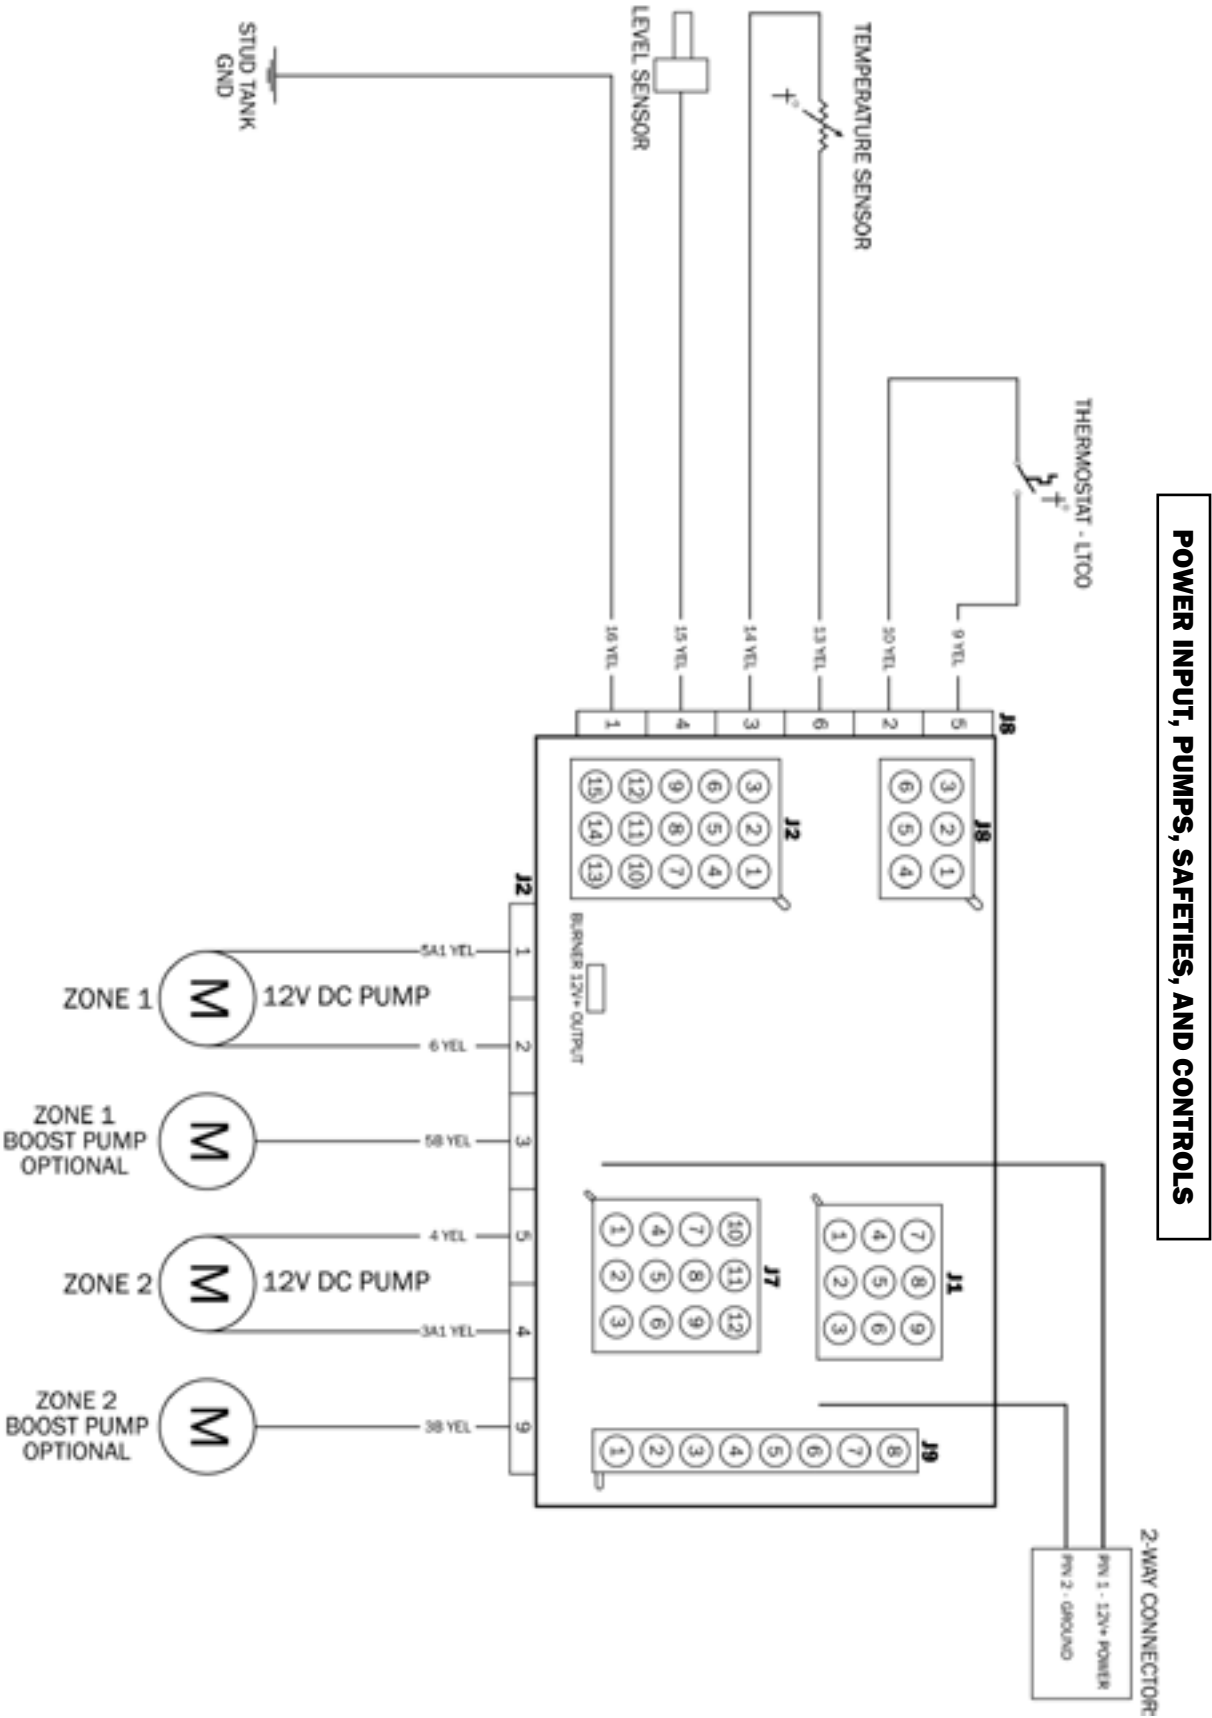 POWER INPUT, PUMPS, SAFETIES, AND CONTROLS
THERMOSTAT - LTCO
TEMPERATURE SENSOR
LEVEL SENSOR
STUD TANK
GND
9 YEL
10 YEL
13 YEL
14 YEL
15 YEL
16 YEL
J8
5
2
6
3
4
1
J8
3 2 1
6 5 4
J2
3 2 1
6 5 4
9 8 7
12 11 10
15 14 13
BURNER 12V+ OUTPUT
J1
7 8 9
4 5 6
1 2 3
J7
10 11 12
7 8 9
4 5 6
1 2 3
J9
8
7
6
5
4
3
2
1
2-WAY CONNECTOR:
PIN 1 - 12V+ POWER
PIN 2 - GROUND
J2
1
2
3
5
4
9
5A1 YEL
6 YEL
5B YEL
4 YEL
3A1 YEL
3B YEL
ZONE 1
M
12V DC PUMP
ZONE 1
BOOST PUMP
OPTIONAL
M
ZONE 2
M
12V DC PUMP
ZONE 2
BOOST PUMP
OPTIONAL
M